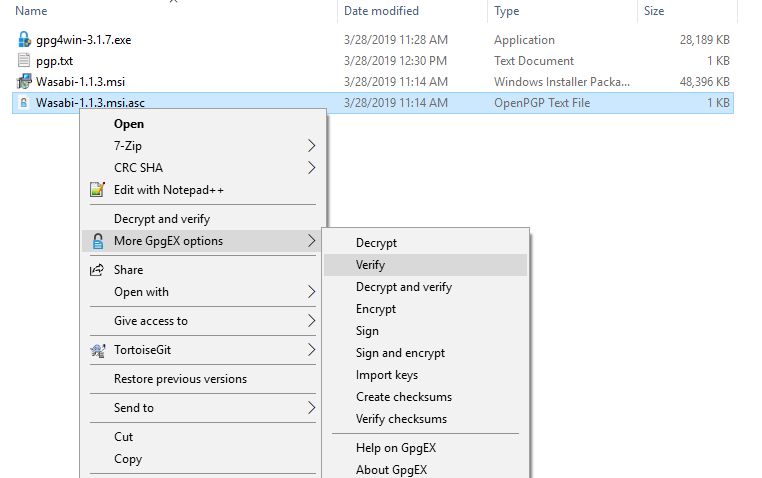 Name Date modified Type Size
gpg4win-3.1.7.exe 3/28/2019 11:28 AM Application 28,189 KB
pgp.txt 3/28/2019 12:30 PM Text Document 1 KB
Wasabi-1.1.3.msi 3/28/2019 11:14 AM Windows Installer Packa... 48,396 KB
Wasabi-1.1.3.msi.asc 3/28/2019 11:14 AM OpenPGP Text File 1 KB
Open
7-Zip
CRC SHA
Edit with Notepad++
Decrypt and verify
More GpgEX options
Share
Open with
Give access to
TortoiseGit
Restore previous versions
Send to
Cut
Copy
Decrypt
Verify
Decrypt and verify
Encrypt
Sign
Sign and encrypt
Import keys
Create checksums
Verify checksums
Help on GpgEX
About GpgEX